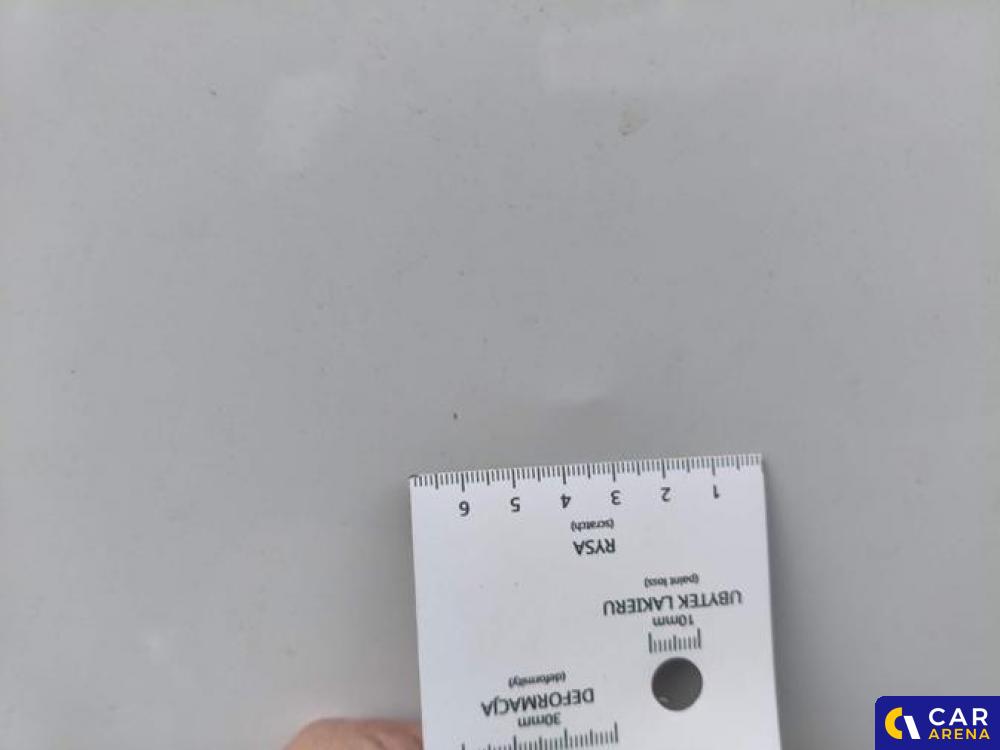 6 5 4 3 2 1
RYSA
(scratch)
UBYTEK LAKIERU
(paint loss)
10mm
DEFORMACJA
(deformity)
30mm
CAR
ARENA